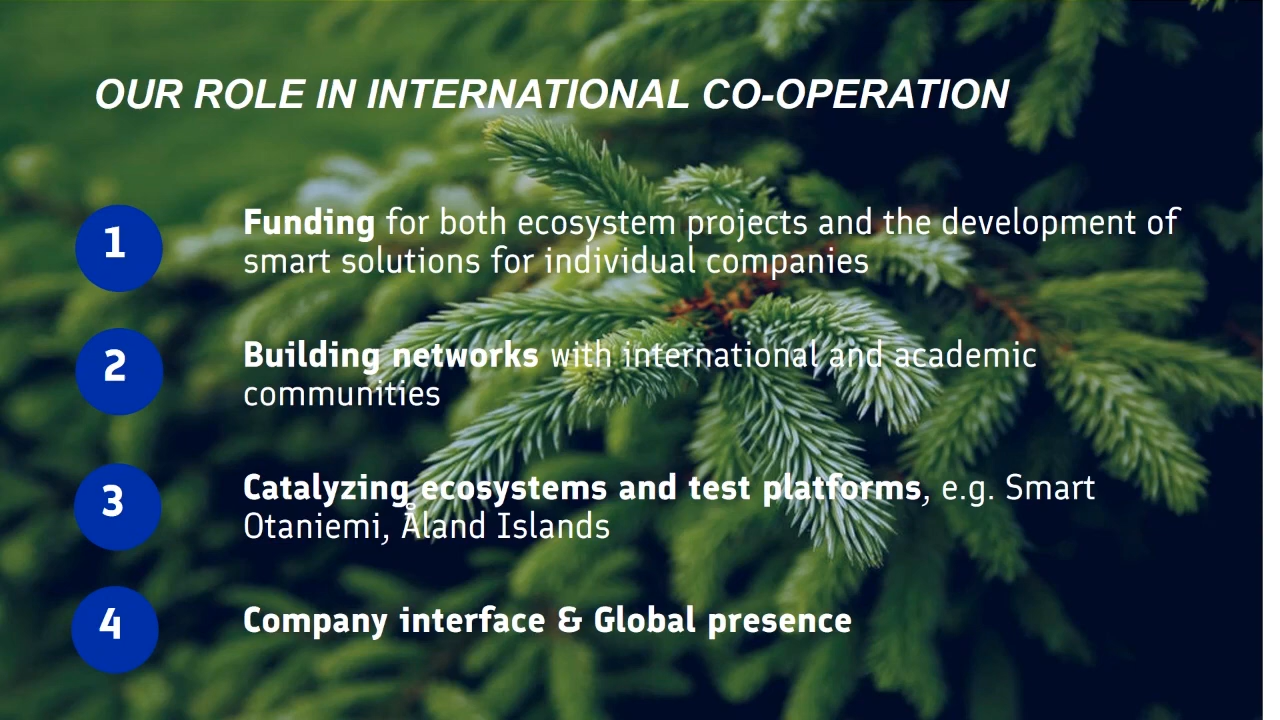 OUR ROLE IN INTERNATIONAL CO-OPERATION
1
Funding for both ecosystem projects and the development of
smart solutions for individual companies
2
Building networks with international and academic
communities
3
Catalyzing ecosystems and test platforms, e.g. Smart
Otaniemi, Åland Islands
4
Company interface & Global presence